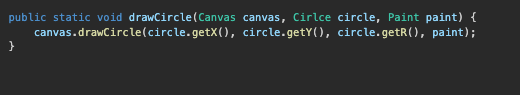 public static void drawCircle(Canvas canvas, Cirlce circle, Paint paint) {
    canvas.drawCircle(circle.getX(), circle.getY(), circle.getR(), paint);
}